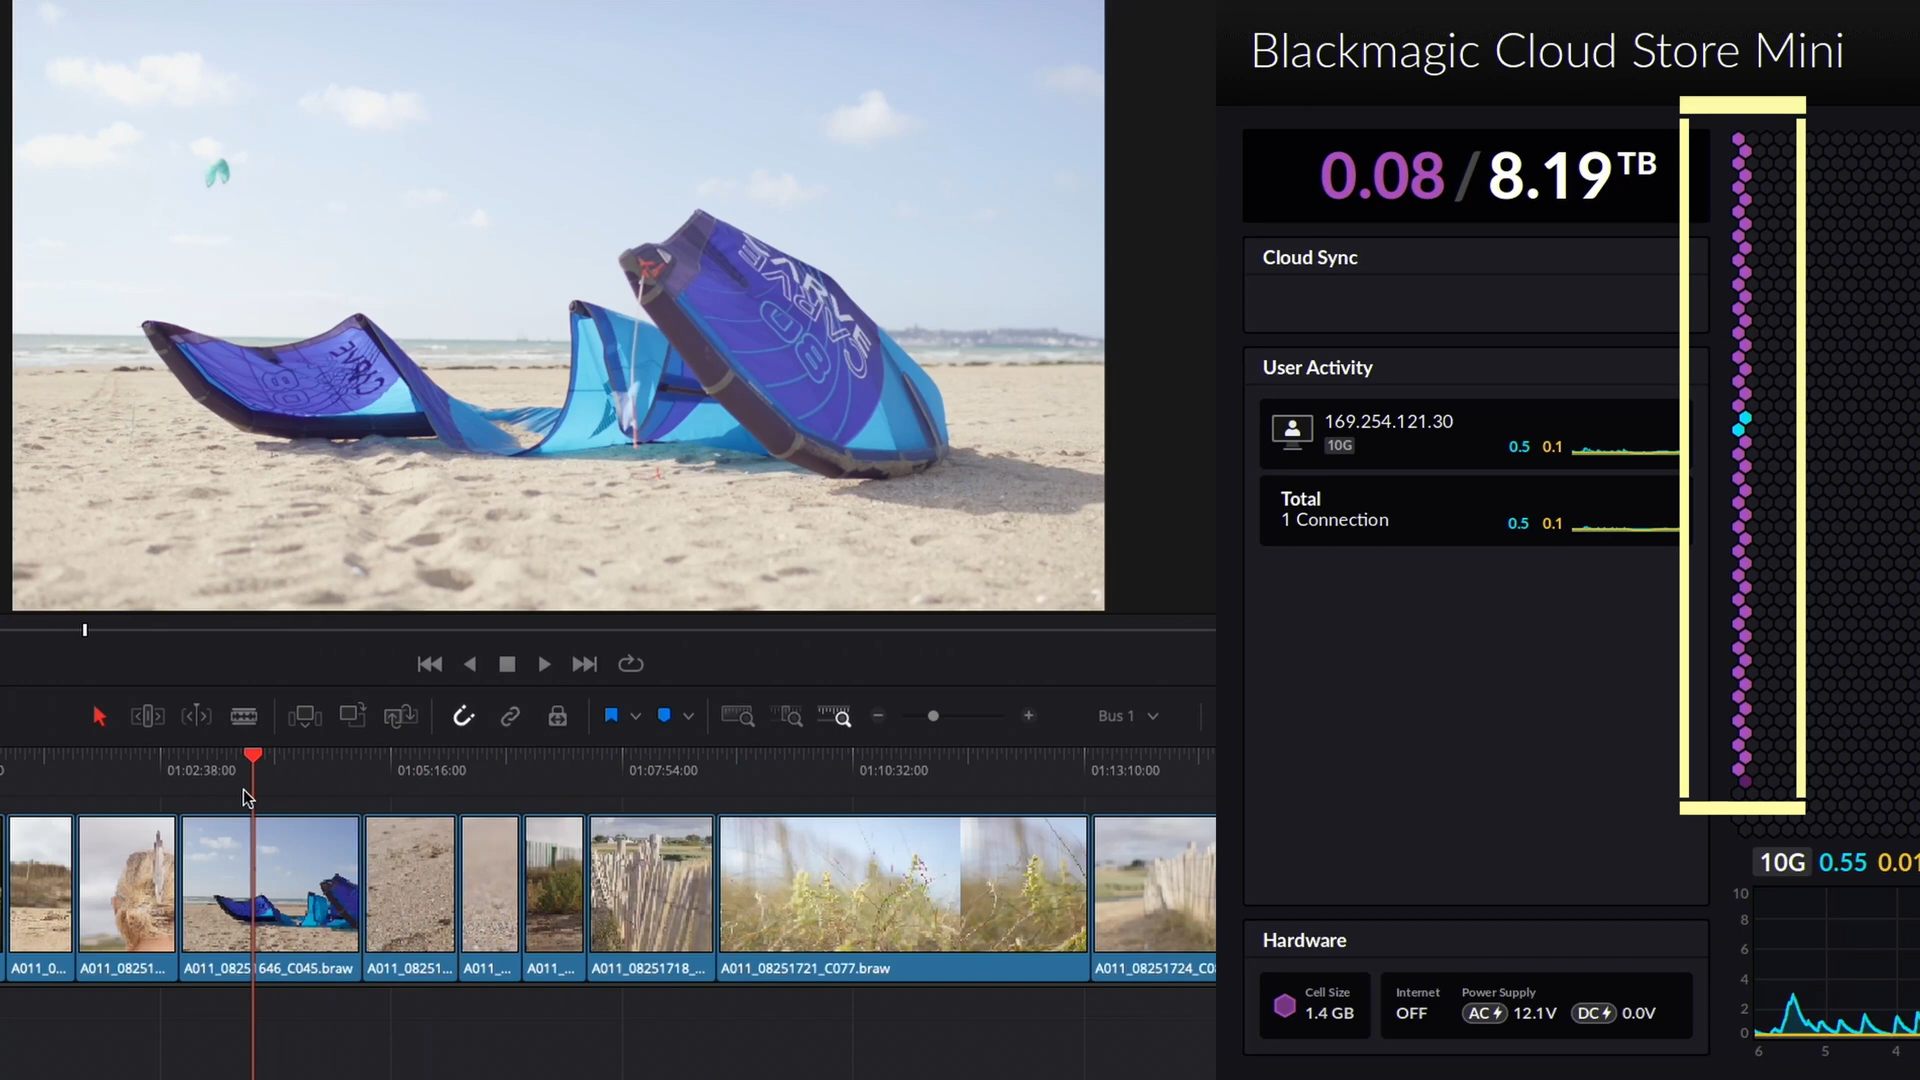 Blackmagic Cloud Store Mini
0.08 / 8.19 TB
Cloud Sync
User Activity
169.254.121.30
10G
0.5 0.1
Total
1 Connection
0.5 0.1
CARVE
8
Bus 1
01:02:38:00
01:05:16:00
01:07:54:00
01:10:32:00
01:13:10:00
A011_0...
A011_08251...
A011_08251646_C045.braw
A011_08251...
A011_...
A011_...
A011_08251718_...
A011_08251721_C077.braw
A011_08251724_C0
10G 0.55 0.01
10
8
6
4
2
0
6 5 4
Hardware
Cell Size
1.4 GB
Internet
OFF
Power Supply
AC 12.1V
DC 0.0V